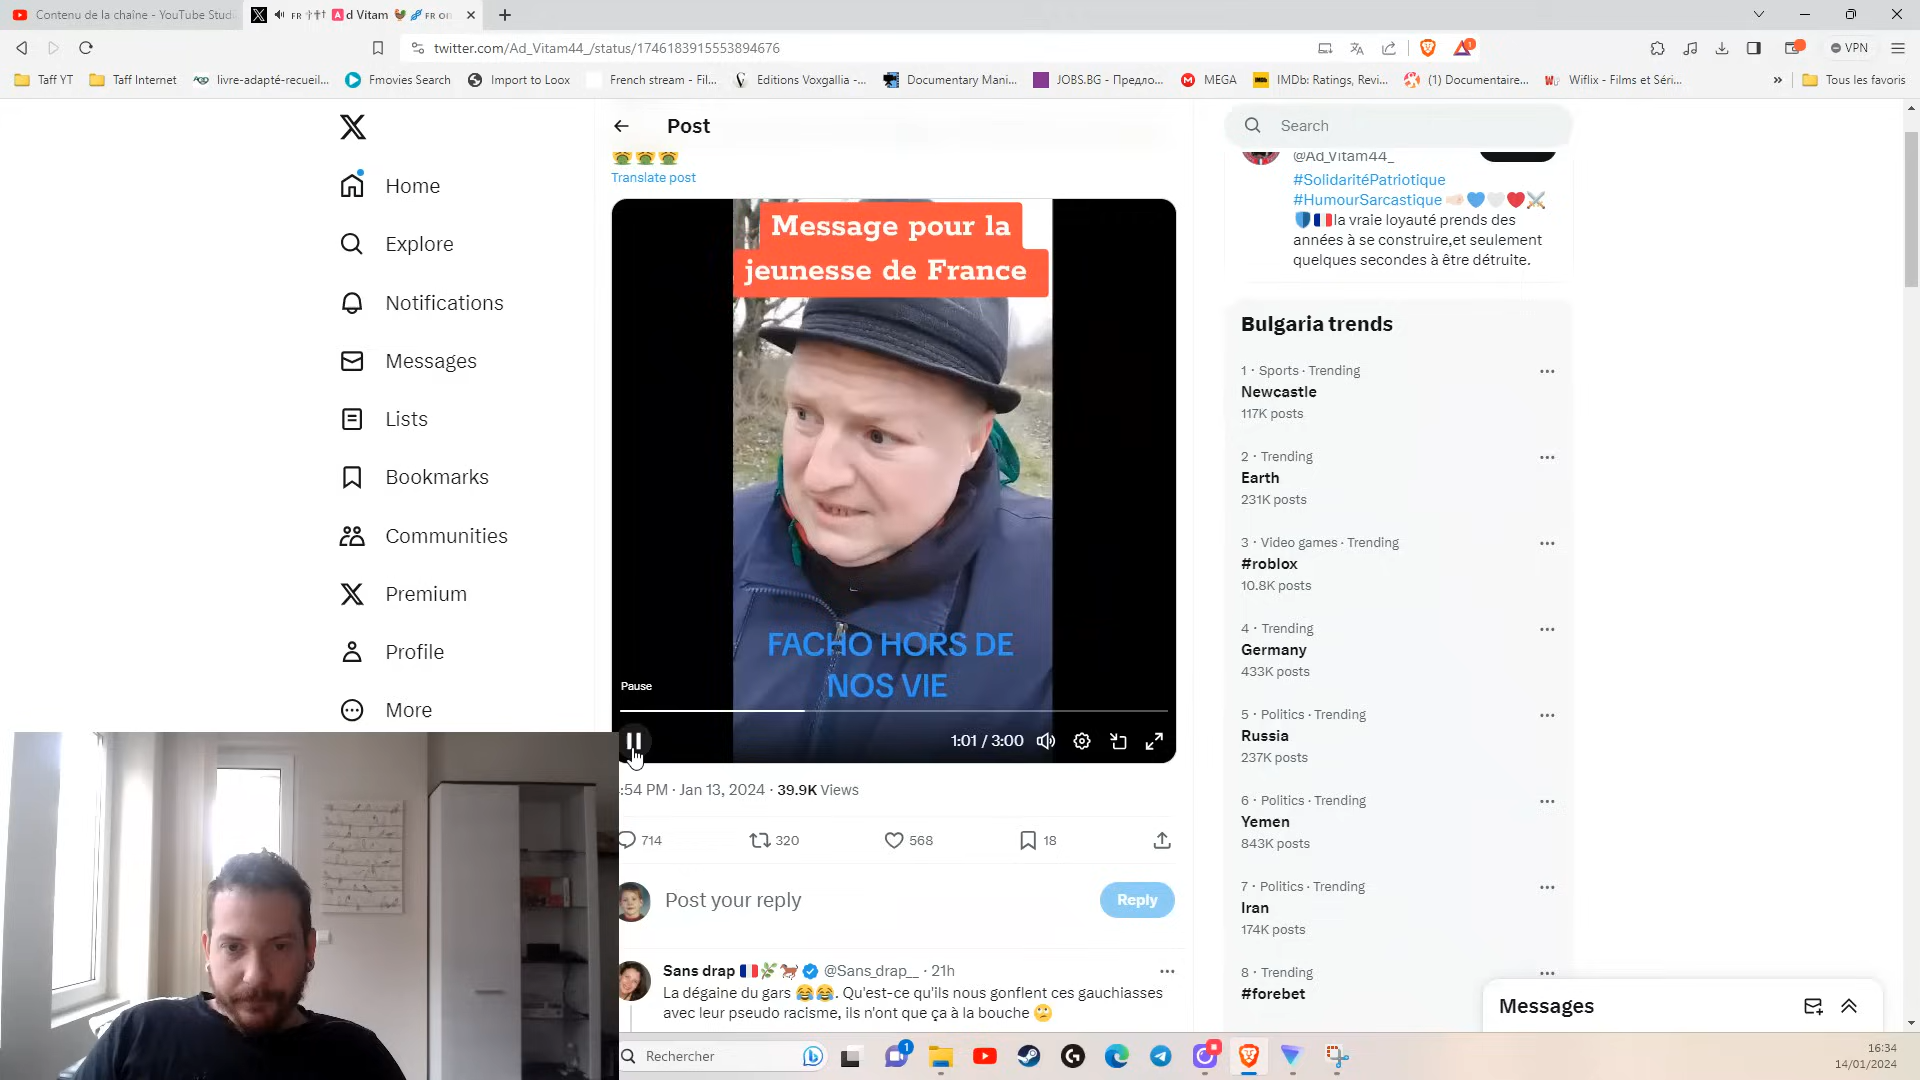 Contenu de la chaîne - YouTube Studi
FR ††† 🅰️d Vitam 🐓 FR on
twitter.com/Ad_Vitam44_/status/1746183915553894676
VPN
Taff YT
Taff Internet
livre-adapté-recueil...
Fmovies Search
Import to Loox
French stream - Fil...
Editions Voxgallia -...
Documentary Mani...
JOBS.BG - Предло...
MEGA
IMDb: Ratings, Revi...
(1) Documentaire...
Wiflix - Films et Séri...
Tous les favoris
Home
Explore
Notifications
Messages
Lists
Bookmarks
Communities
Premium
Profile
More
Post
Translate post
Message pour la
jeunesse de France
FACHO HORS DE
NOS VIE
Pause
1:01 / 3:00
:54 PM · Jan 13, 2024 · 39.9K Views
714
320
568
18
Post your reply
Reply
Sans drap 🇫🇷🌿🐎 @Sans_drap__ · 21h
La dégaine du gars 😂😂. Qu'est-ce qu'ils nous gonflent ces gauchiasses
avec leur pseudo racisme, ils n'ont que ça à la bouche 🙄
Search
@Ad_Vitam44_
#SolidaritéPatriotique
#HumourSarcastique 🤛🏻💙🤍❤️⚔️
🛡️🇫🇷la vraie loyauté prends des
années à se construire,et seulement
quelques secondes à être détruite.
Bulgaria trends
1 · Sports · Trending
Newcastle
117K posts
2 · Trending
Earth
231K posts
3 · Video games · Trending
#roblox
10.8K posts
4 · Trending
Germany
433K posts
5 · Politics · Trending
Russia
237K posts
6 · Politics · Trending
Yemen
843K posts
7 · Politics · Trending
Iran
174K posts
8 · Trending
#forebet
Messages
Rechercher
1
16:34
14/01/2024